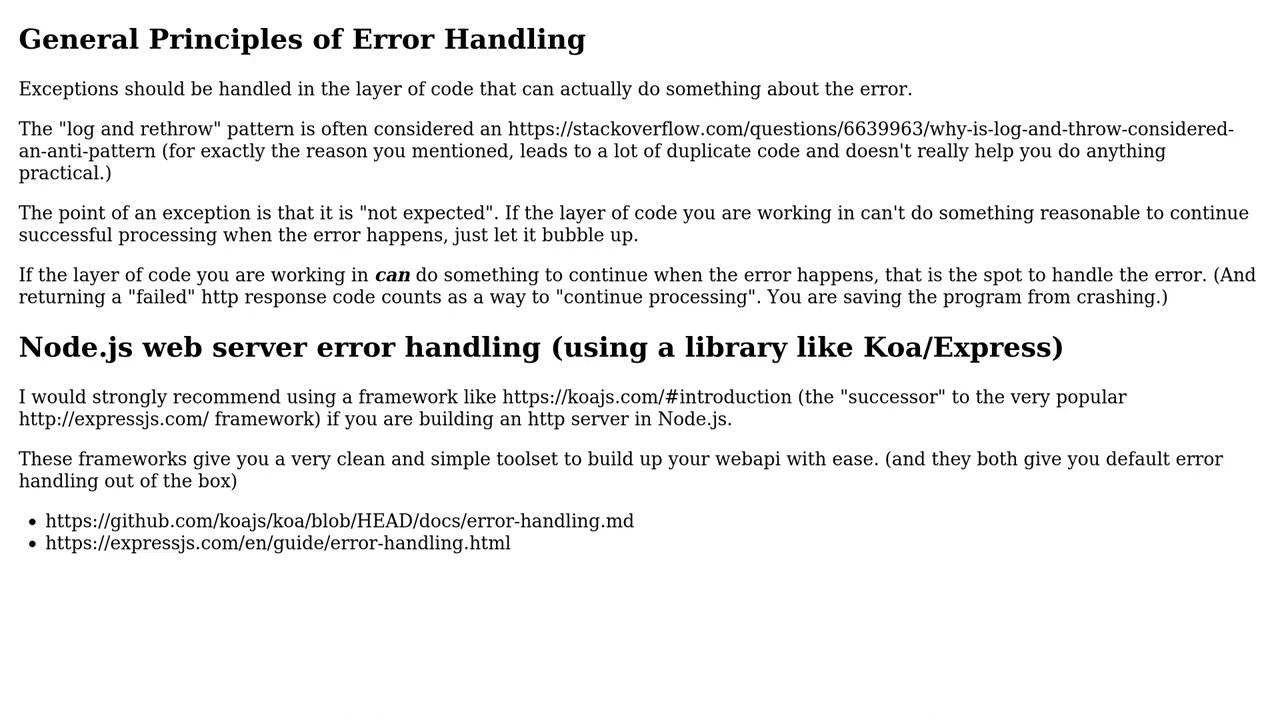 General Principles of Error Handling
Exceptions should be handled in the layer of code that can actually do something about the error.
The "log and rethrow" pattern is often considered an https://stackoverflow.com/questions/6639963/why-is-log-and-throw-considered-
an-anti-pattern (for exactly the reason you mentioned, leads to a lot of duplicate code and doesn't really help you do anything
practical.)
The point of an exception is that it is "not expected". If the layer of code you are working in can't do something reasonable to continue
successful processing when the error happens, just let it bubble up.
If the layer of code you are working in can do something to continue when the error happens, that is the spot to handle the error. (And
returning a "failed" http response code counts as a way to "continue processing". You are saving the program from crashing.)
Node.js web server error handling (using a library like Koa/Express)
I would strongly recommend using a framework like https://koajs.com/#introduction (the "successor" to the very popular
http://expressjs.com/ framework) if you are building an http server in Node.js.
These frameworks give you a very clean and simple toolset to build up your webapi with ease. (and they both give you default error
handling out of the box)
• https://github.com/koajs/koa/blob/HEAD/docs/error-handling.md
• https://expressjs.com/en/guide/error-handling.html